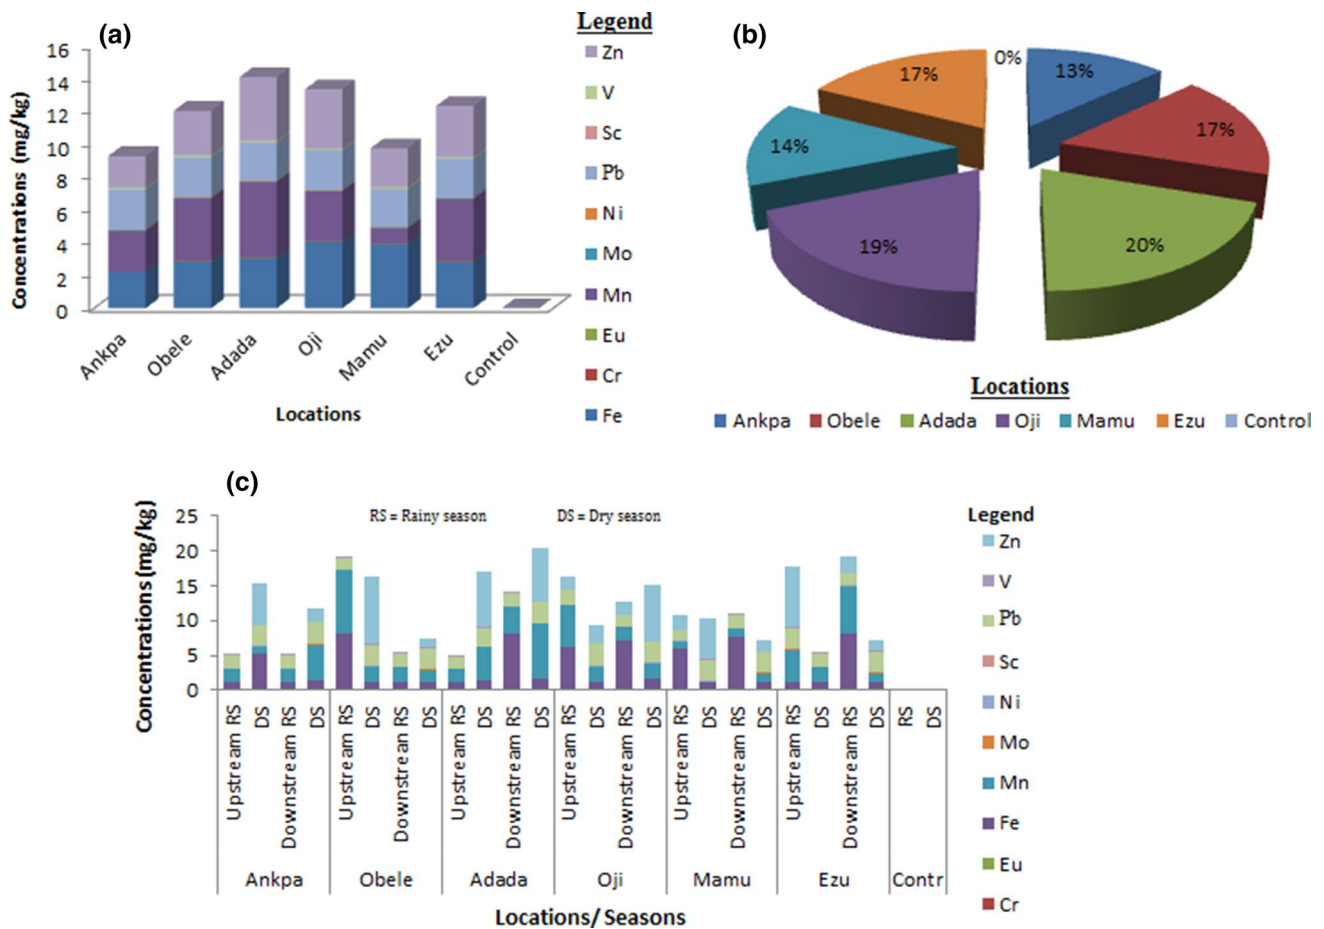 (a)
Concentrations (mg/kg)
16
14
12
10
8
6
4
2
0
Ankpa
Obele
Adada
Oji
Mamu
Ezu
Control
Locations
Legend
Zn
V
Sc
Pb
Ni
Mo
Mn
Eu
Cr
Fe
(b)
0%
13%
17%
20%
19%
14%
17%
Locations
Ankpa Obele Adada Oji Mamu Ezu Control
(c)
Concentrations (mg/kg)
25
20
15
10
5
0
RS = Rainy season DS = Dry season
Upstream RS
DS
Downstream RS
DS
Upstream RS
DS
Downstream RS
DS
Upstream RS
DS
Downstream RS
DS
Upstream RS
DS
Downstream RS
DS
Upstream RS
DS
Downstream RS
DS
Upstream RS
DS
Downstream RS
DS
RS
DS
Ankpa Obele Adada Oji Mamu Ezu Contr
Locations/ Seasons
Legend
Zn
V
Pb
Sc
Ni
Mo
Mn
Fe
Eu
Cr